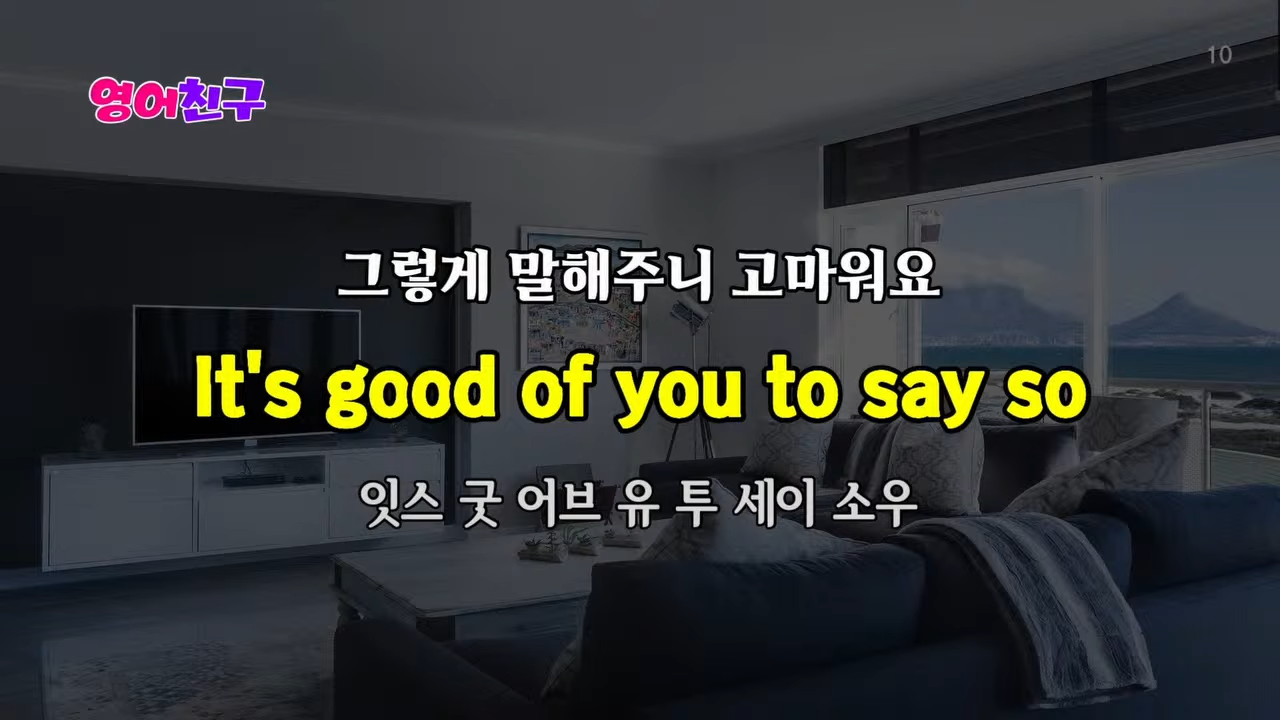 10
영어친구
그렇게 말해주니 고마워요
It's good of you to say so
잇스 굿 어브 유 투 세이 소우